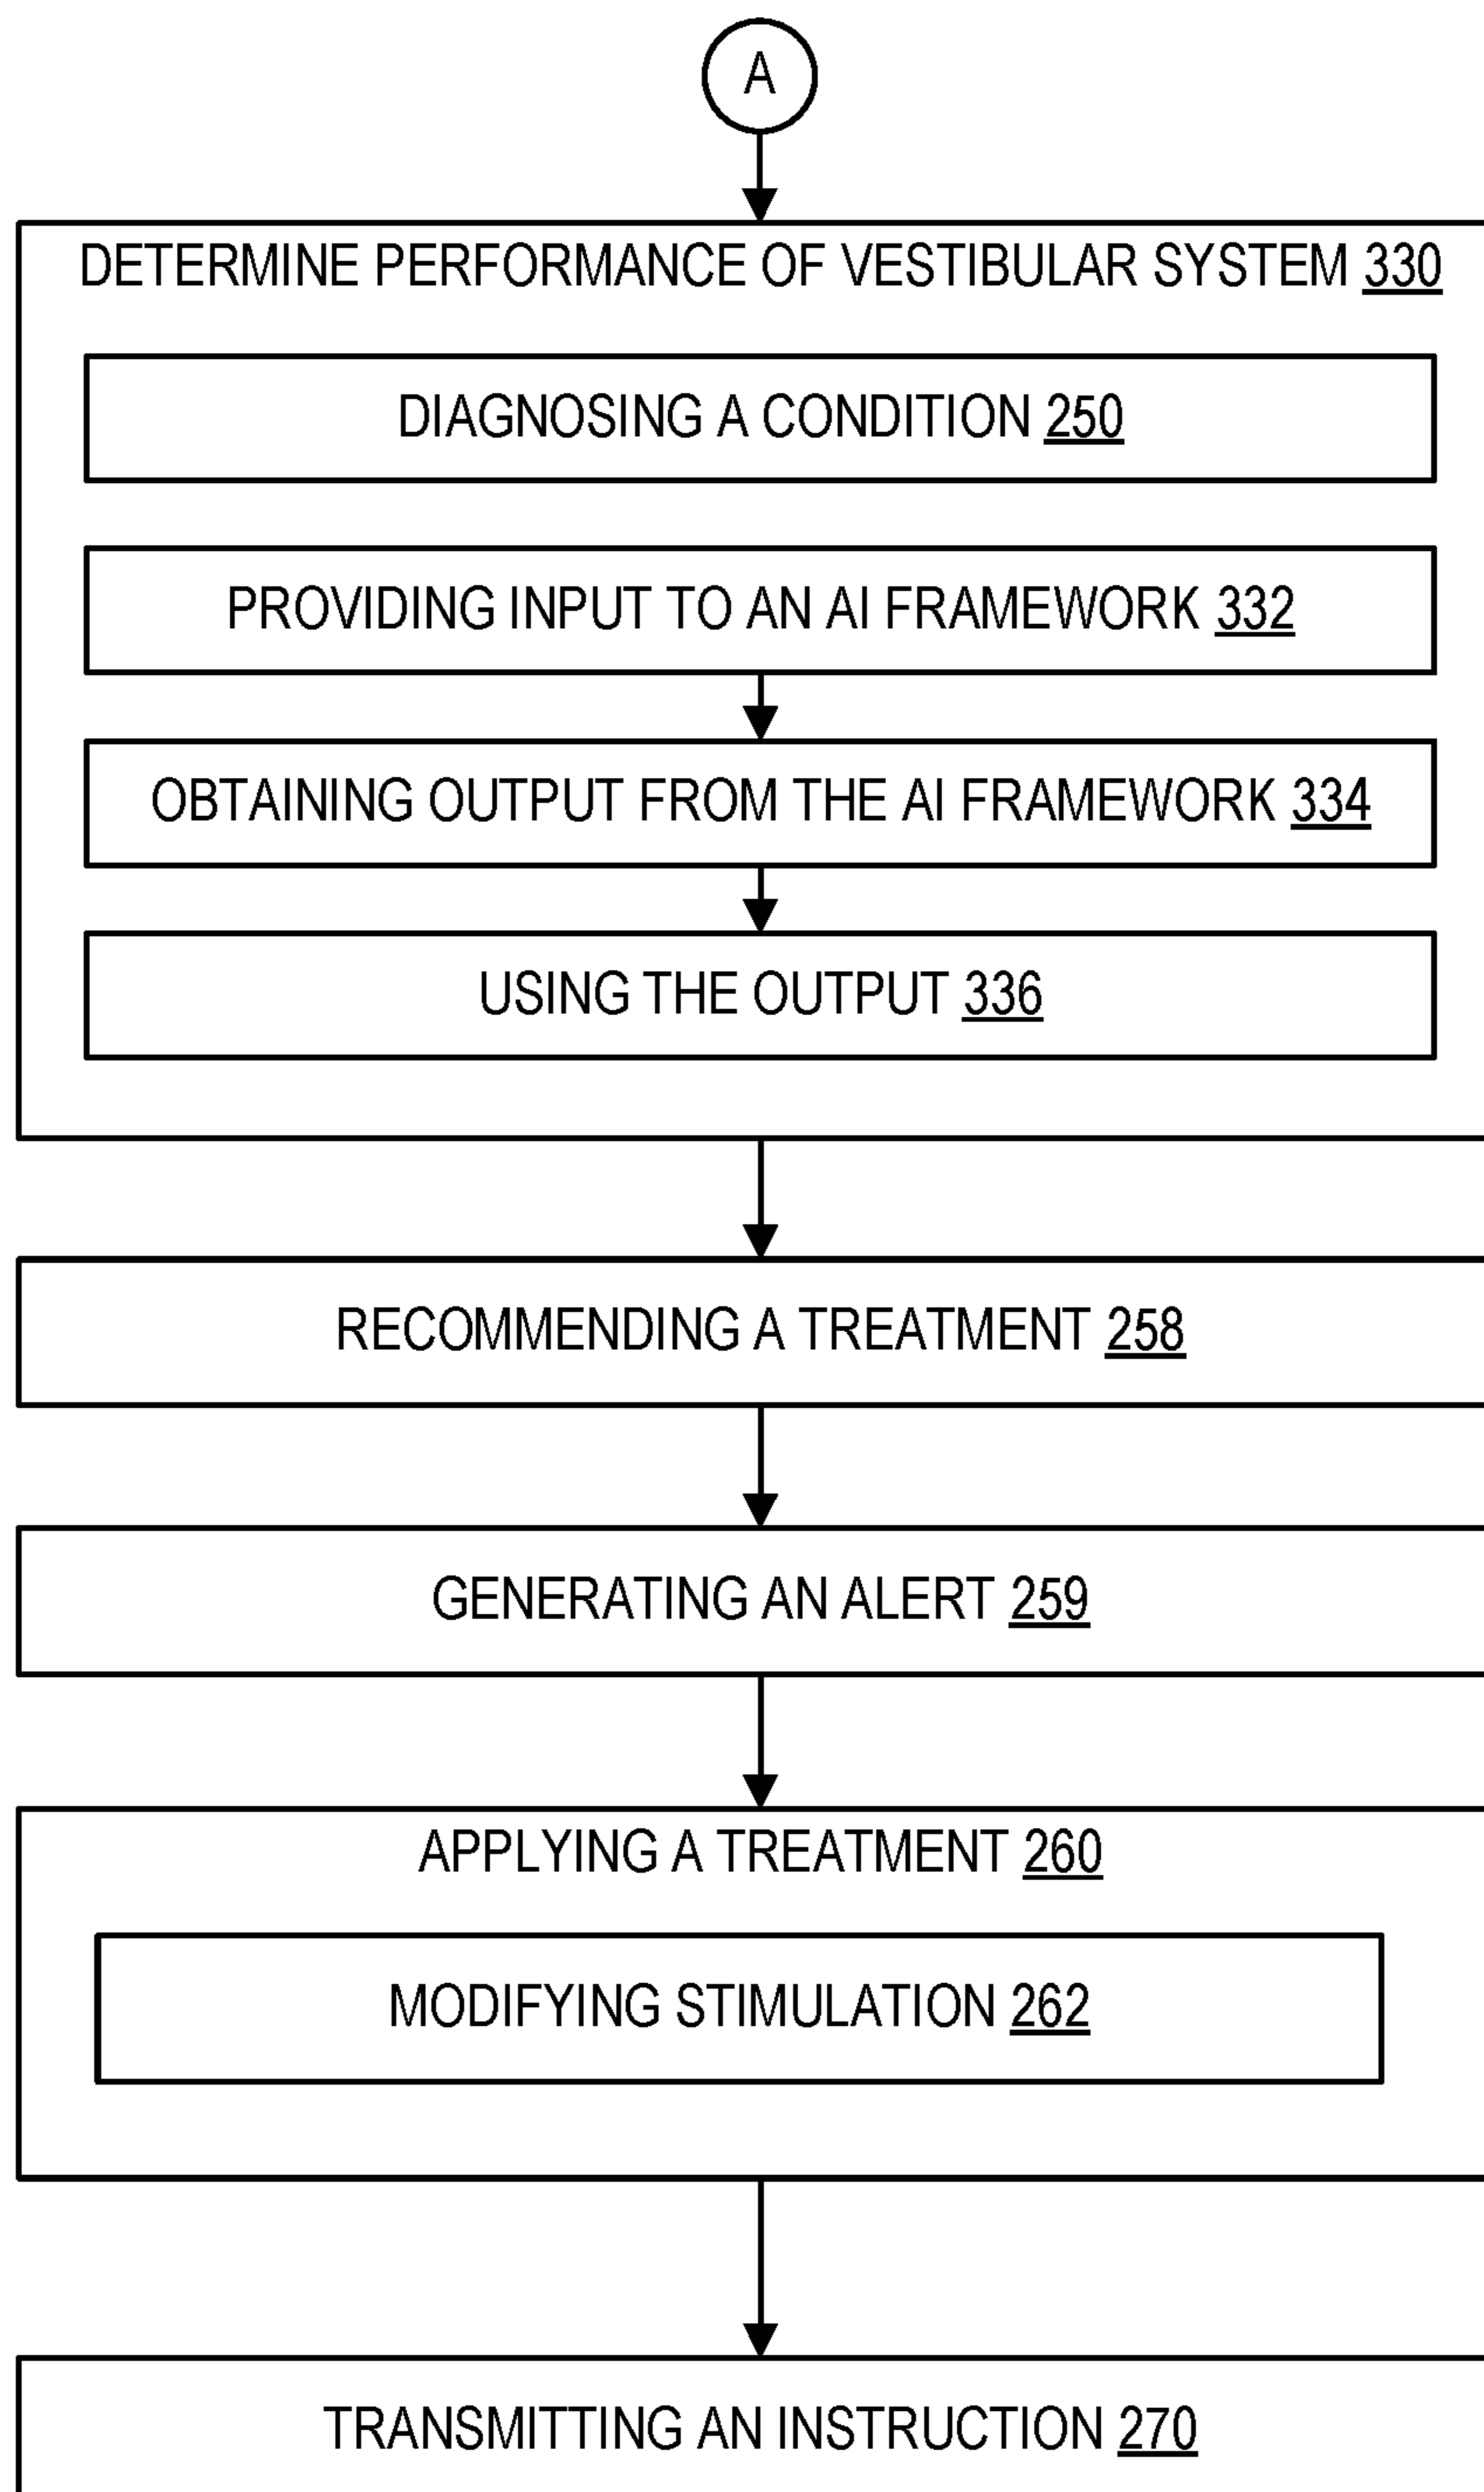 A
DETERMINE PERFORMANCE OF VESTIBULAR SYSTEM 330
DIAGNOSING A CONDITION 250
PROVIDING INPUT TO AN AI FRAMEWORK 332
OBTAINING OUTPUT FROM THE AI FRAMEWORK 334
USING THE OUTPUT 336
RECOMMENDING A TREATMENT 258
GENERATING AN ALERT 259
APPLYING A TREATMENT 260
MODIFYING STIMULATION 262
TRANSMITTING AN INSTRUCTION 270